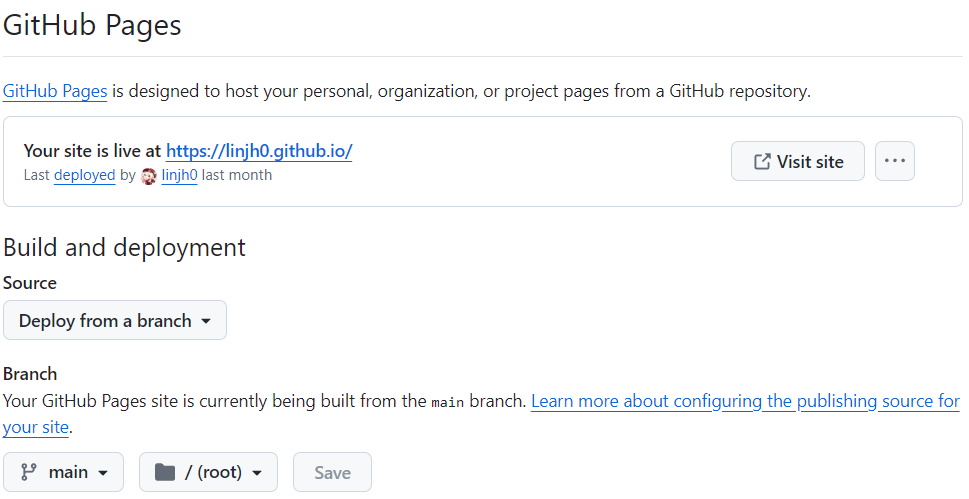 GitHub Pages
GitHub Pages is designed to host your personal, organization, or project pages from a GitHub repository.
Your site is live at https://linjh0.github.io/
Last deployed by linjh0 last month
Visit site
Build and deployment
Source
Deploy from a branch
Branch
Your GitHub Pages site is currently being built from the main branch. Learn more about configuring the publishing source for
your site.
main
/ (root)
Save